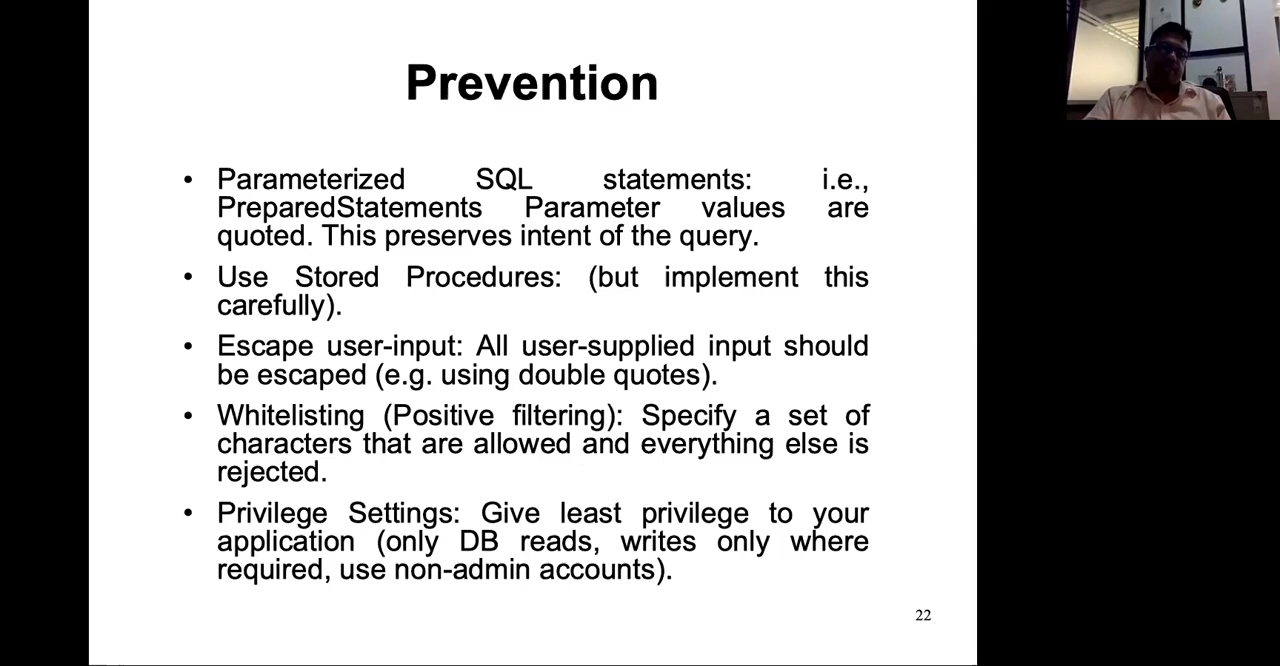 Prevention
• Parameterized SQL statements: i.e.,
PreparedStatements Parameter values are
quoted. This preserves intent of the query.
• Use Stored Procedures: (but implement this
carefully).
• Escape user-input: All user-supplied input should
be escaped (e.g. using double quotes).
• Whitelisting (Positive filtering): Specify a set of
characters that are allowed and everything else is
rejected.
• Privilege Settings: Give least privilege to your
application (only DB reads, writes only where
required, use non-admin accounts).
22